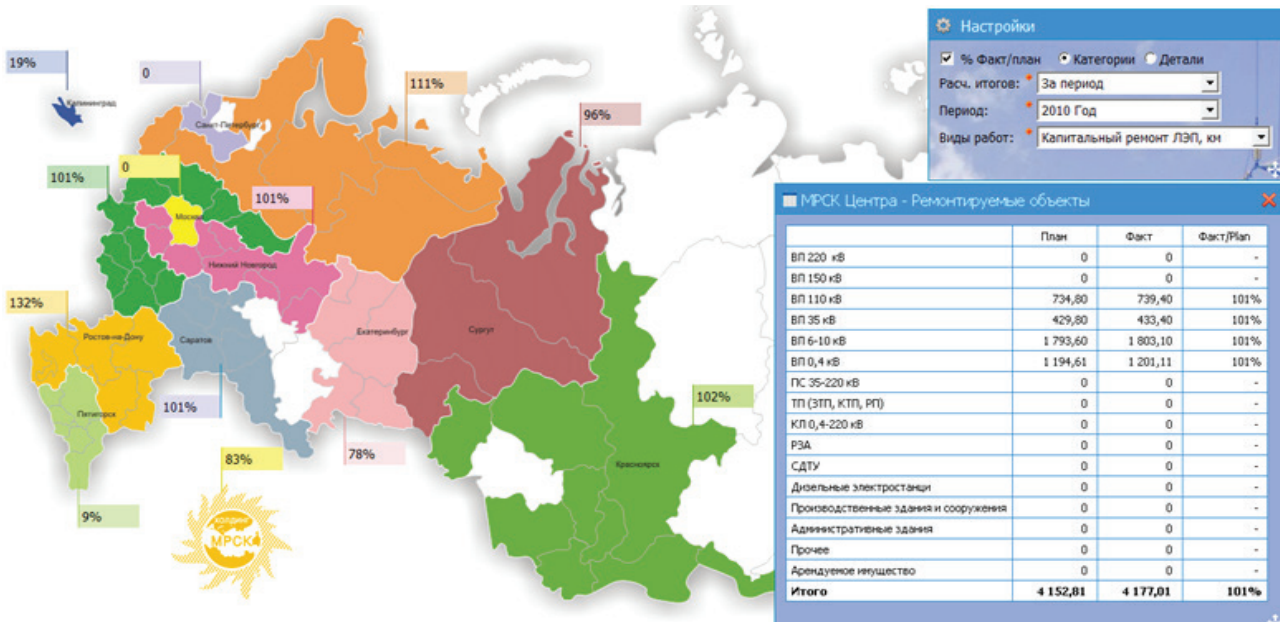 19%
0
111%
96%
Калининград
Санкт-Петербург
101%
0
101%
Москва
Нижний Новгород
132%
Ростов-на-Дону
Саратов
Екатеринбург
Сургут
Пятигорск
101%
102%
83%
78%
Красноярск
9%
ХОЛДИНГ
МРСК
Настройки
% Факт/план Категории Детали
Расч. итогов: * За период
Период: * 2010 Год
Виды работ: * Капитальный ремонт ЛЭП, км
МРСК Центра - Ремонтируемые объекты
План Факт Факт/Plan
ВЛ 220 кВ 0 0 -
ВЛ 150 кВ 0 0 -
ВЛ 110 кВ 734,80 739,40 101%
ВЛ 35 кВ 429,80 433,40 101%
ВЛ 6-10 кВ 1 793,60 1 803,10 101%
ВЛ 0,4 кВ 1 194,61 1 201,11 101%
ПС 35-220 кВ 0 0 -
ТП (ЗТП, КТП, РП) 0 0 -
КЛ 0,4-220 кВ 0 0 -
РЗА 0 0 -
СДТУ 0 0 -
Дизельные электростанци 0 0 -
Производственные здания и сооружения 0 0 -
Административные здания 0 0 -
Прочее 0 0 -
Арендуемое имущество 0 0 -
Итого 4 152,81 4 177,01 101%